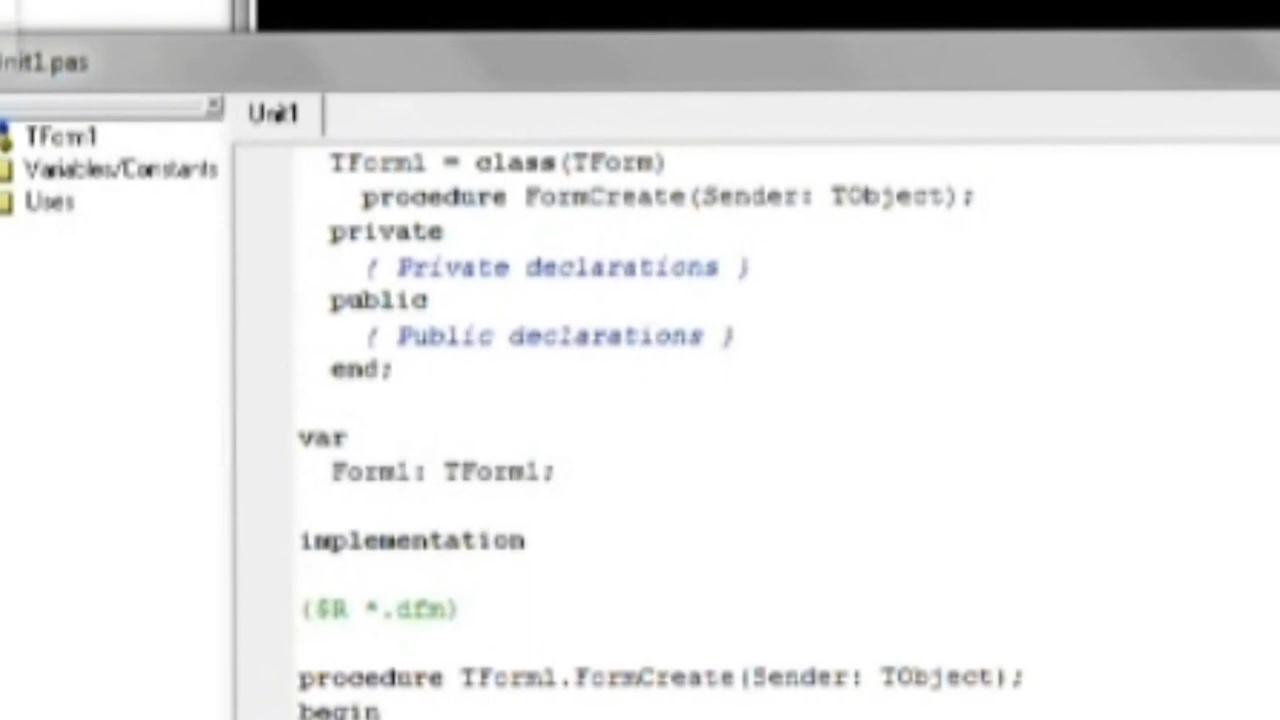 Unit1.pas
TForm1
Variables/Constants
Uses
Unit1
TForm1 = class(TForm)
procedure FormCreate(Sender: TObject);
private
{ Private declarations }
public
{ Public declarations }
end;
var
Form1: TForm1;
implementation
{$R *.dfm}
procedure TForm1.FormCreate(Sender: TObject);
begin